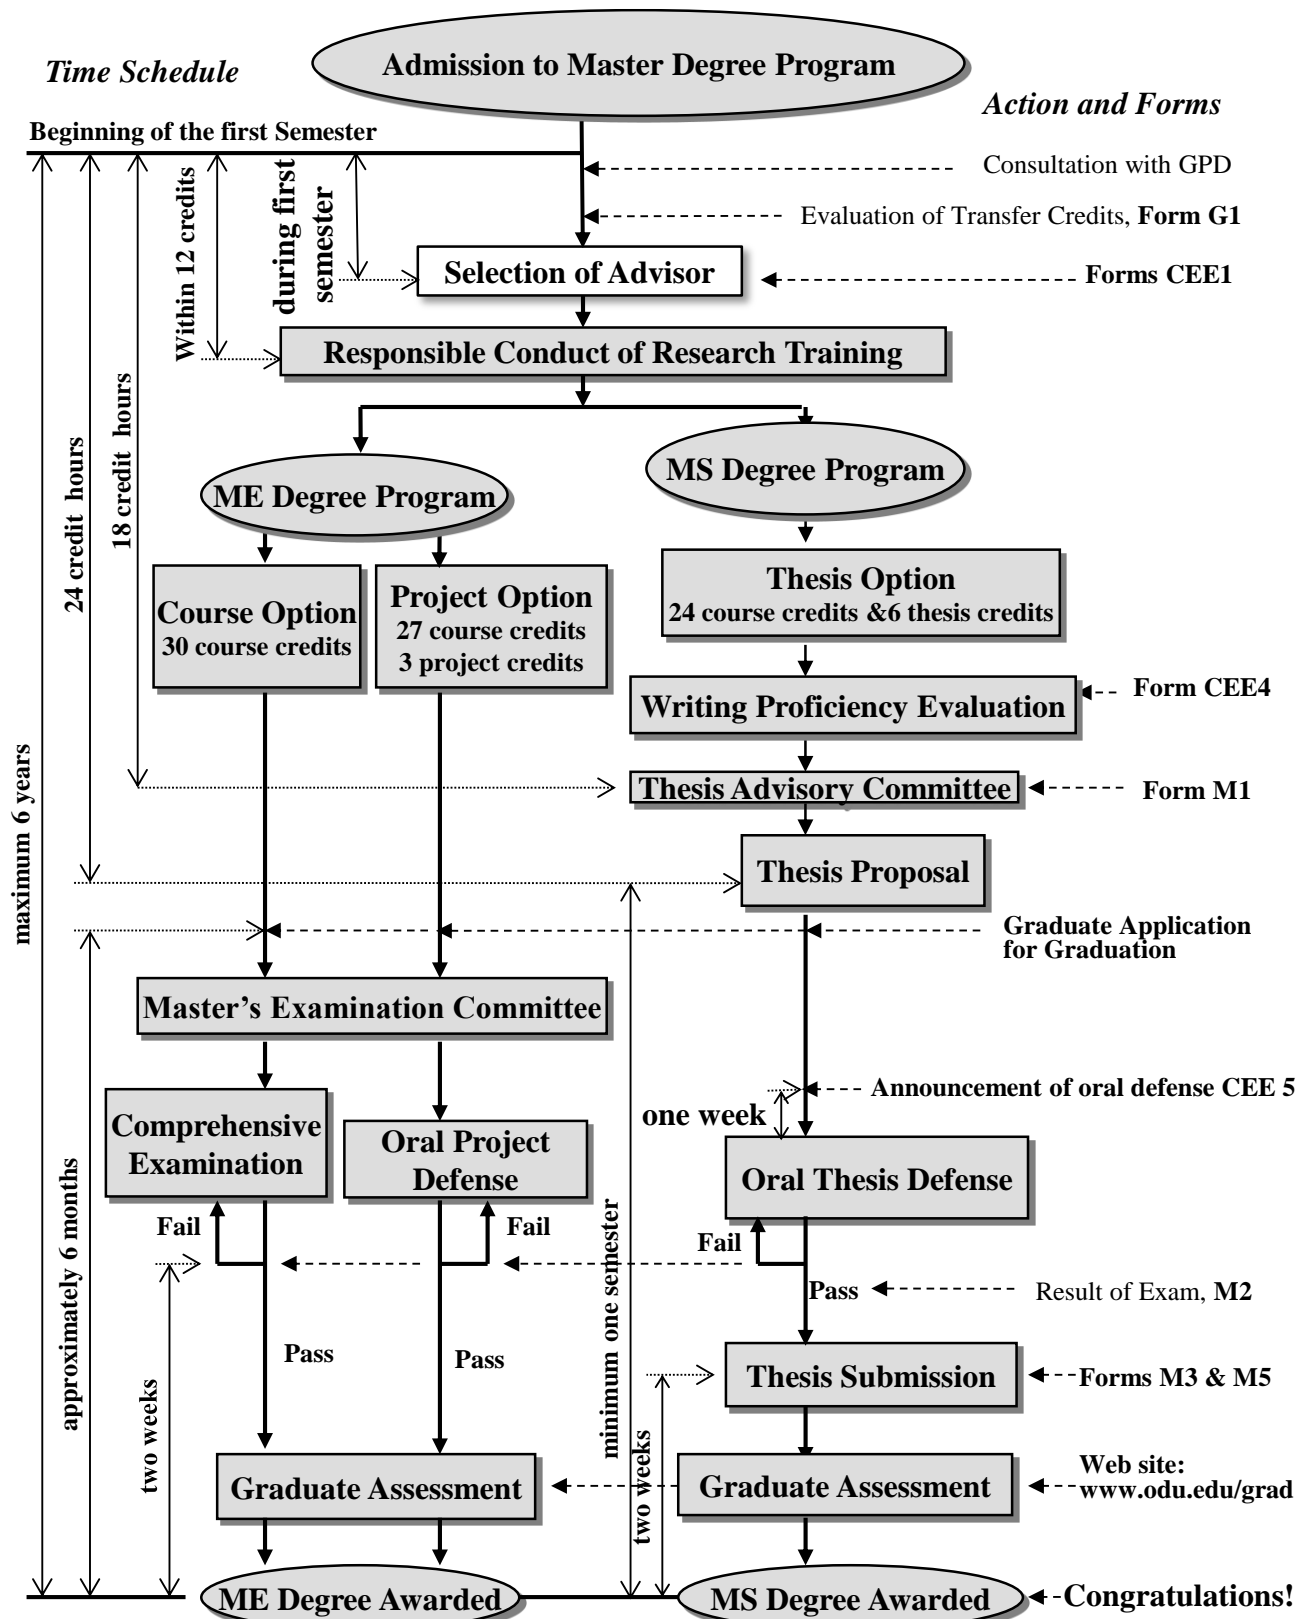 Admission to Master Degree Program
Time Schedule
Action and Forms
Beginning of the first Semester
Consultation with GPD
Evaluation of Transfer Credits, Form G1
Within 12 credits
during first
semester
Selection of Advisor
Forms CEE1
Responsible Conduct of Research Training
24 credit hours
18 credit hours
ME Degree Program
MS Degree Program
Course Option
30 course credits
Project Option
27 course credits
3 project credits
Thesis Option
24 course credits &6 thesis credits
Writing Proficiency Evaluation
Form CEE4
Thesis Advisory Committee
Form M1
maximum 6 years
Thesis Proposal
Graduate Application
for Graduation
Master’s Examination Committee
Announcement of oral defense CEE 5
one week
Comprehensive
Examination
Oral Project
Defense
Oral Thesis Defense
Fail
Fail
Fail
approximately 6 months
minimum one semester
Pass
Result of Exam, M2
Pass
Pass
Thesis Submission
Forms M3 & M5
two weeks
two weeks
Graduate Assessment
Graduate Assessment
Web site:
www.odu.edu/grad
ME Degree Awarded
MS Degree Awarded
Congratulations!